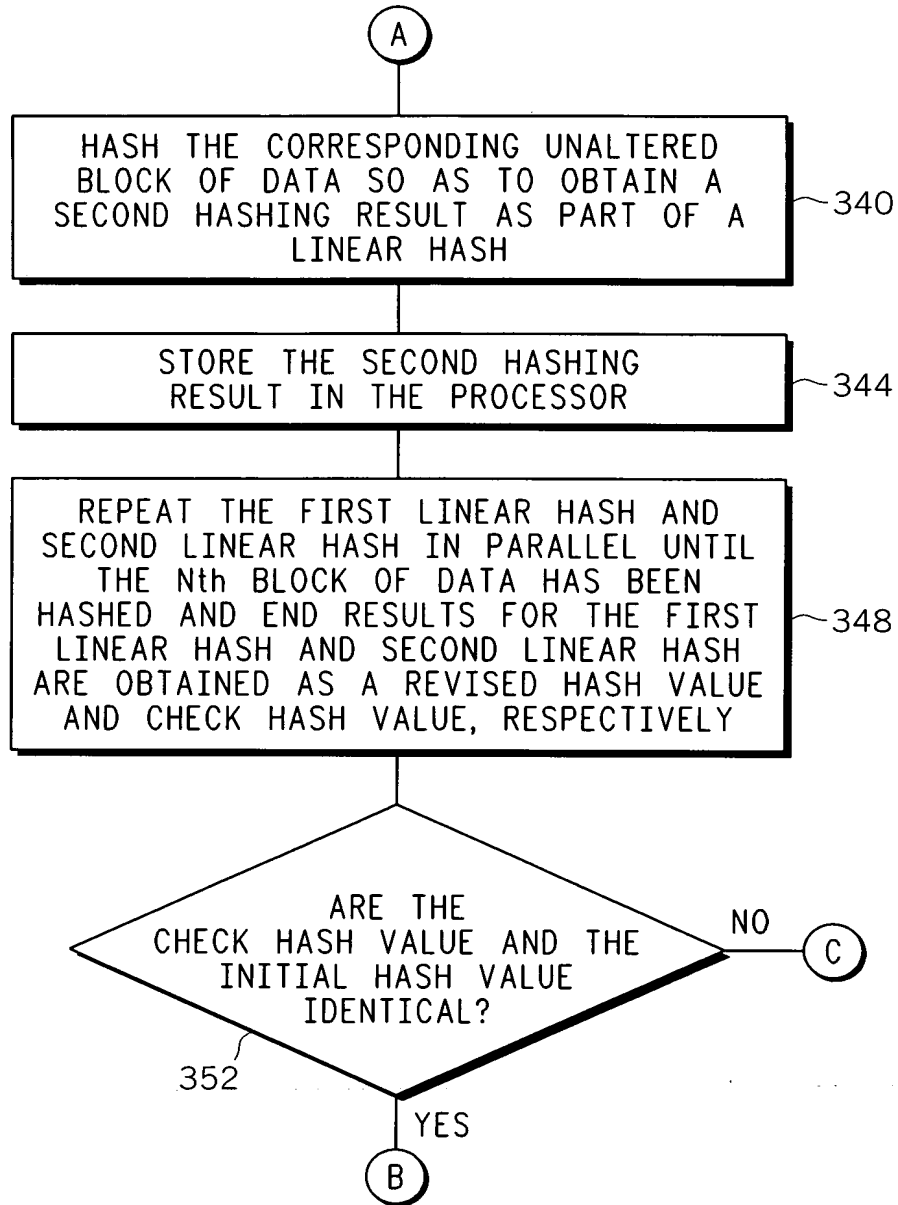 A
HASH THE CORRESPONDING UNALTERED
BLOCK OF DATA SO AS TO OBTAIN A
SECOND HASHING RESULT AS PART OF A
LINEAR HASH
340
STORE THE SECOND HASHING
RESULT IN THE PROCESSOR
344
REPEAT THE FIRST LINEAR HASH AND
SECOND LINEAR HASH IN PARALLEL UNTIL
THE Nth BLOCK OF DATA HAS BEEN
HASHED AND END RESULTS FOR THE FIRST
LINEAR HASH AND SECOND LINEAR HASH
ARE OBTAINED AS A REVISED HASH VALUE
AND CHECK HASH VALUE, RESPECTIVELY
348
ARE THE
CHECK HASH VALUE AND THE
INITIAL HASH VALUE
IDENTICAL?
NO
C
352
YES
B